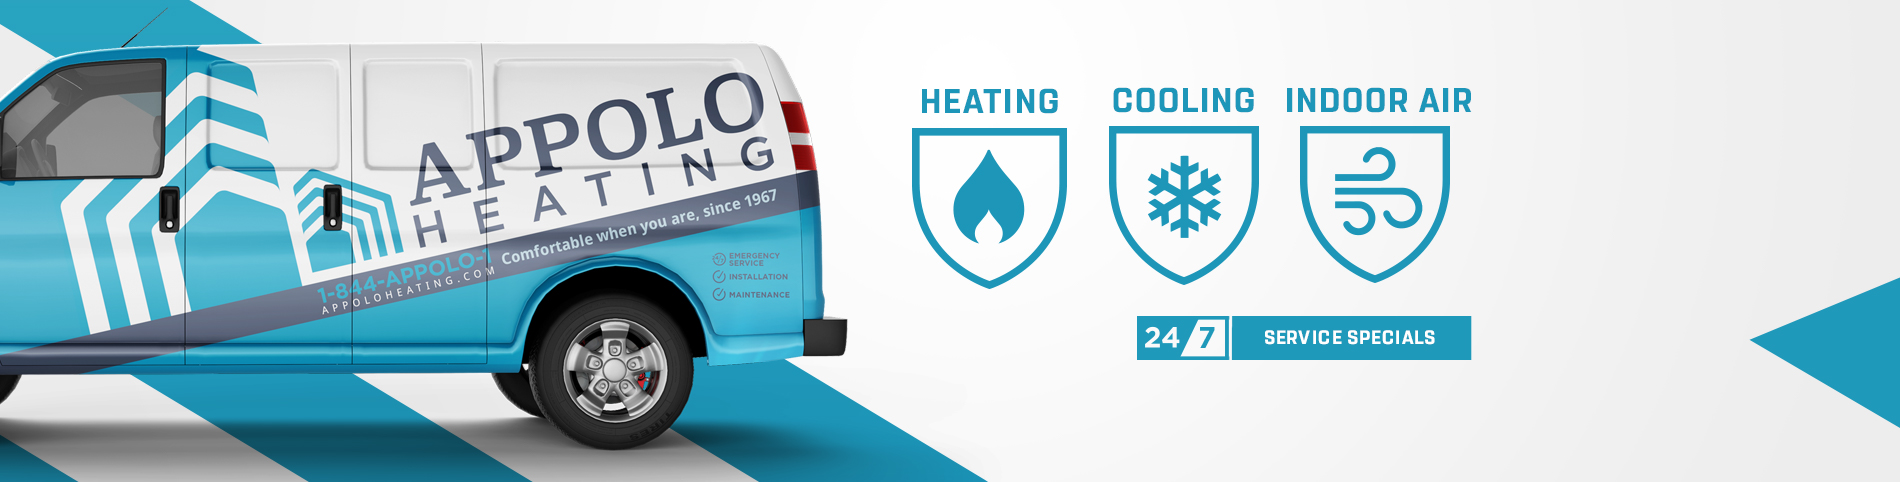 APPOLO
HEATING
Comfortable when you are, since 1967
1-844-APPOLO-1
APPOLOHEATING.COM
EMERGENCY
SERVICE
INSTALLATION
MAINTENANCE
HEATING
COOLING
INDOOR AIR
24/7
SERVICE SPECIALS